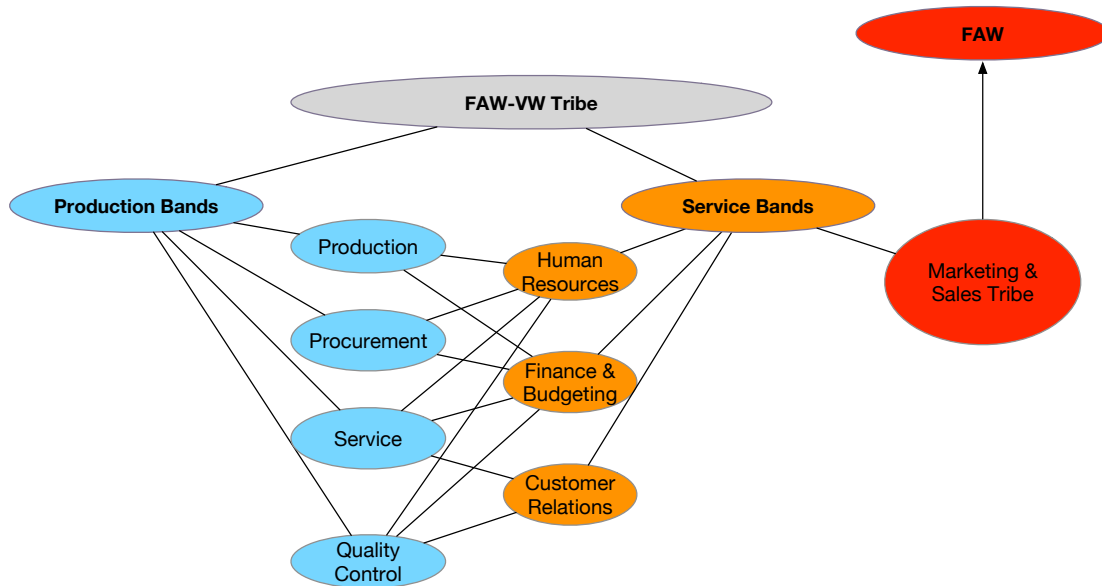 FAW
FAW-VW Tribe
Production Bands
Service Bands
Production
Human
Resources
Marketing &
Sales Tribe
Procurement
Finance &
Budgeting
Service
Customer
Relations
Quality
Control